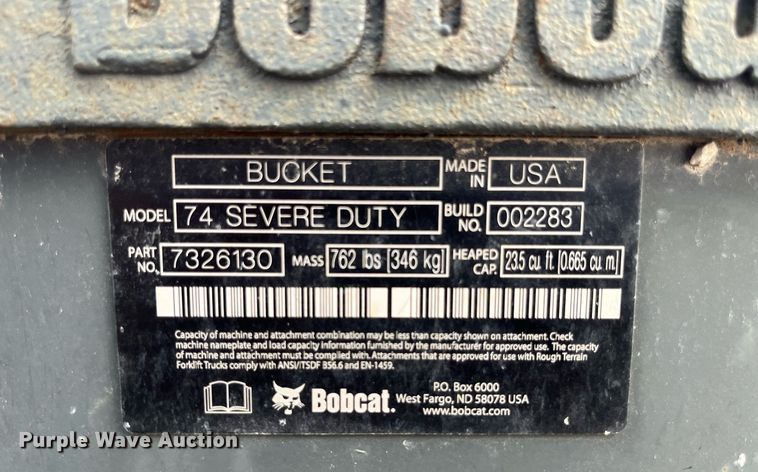 Bobca
BUCKET MADE IN USA
MODEL 74 SEVERE DUTY BUILD NO. 002283
PART NO. 7326130 MASS 762 lbs [346 kg] HEAPED CAP. 23.5 cu. ft. [0.665 cu. m.]
Capacity of machine and attachment combination may be less than capacity shown on attachment. Check
machine nameplate and load capacity information furnished by the manufacturer for approved use. The capacity
of machine and attachment must be complied with. Attachments that are approved for use with Rough Terrain
Forklift Trucks comply with ANSI/ITSDF B56.6 and EN-1459.
Bobcat.
P.O. Box 6000
West Fargo, ND 58078 USA
www.bobcat.com
Purple Wave Auction